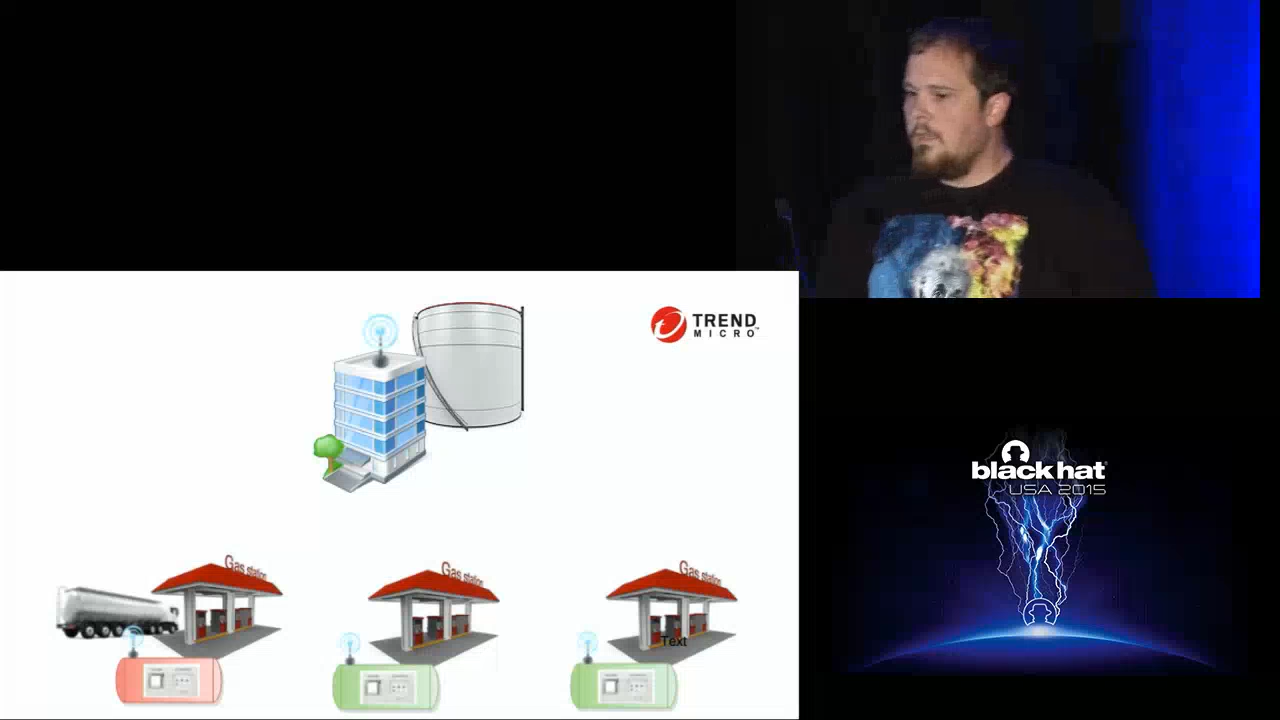 TREND
MICRO
black hat
USA 2015
Gas station
Gas station
Gas station
Text